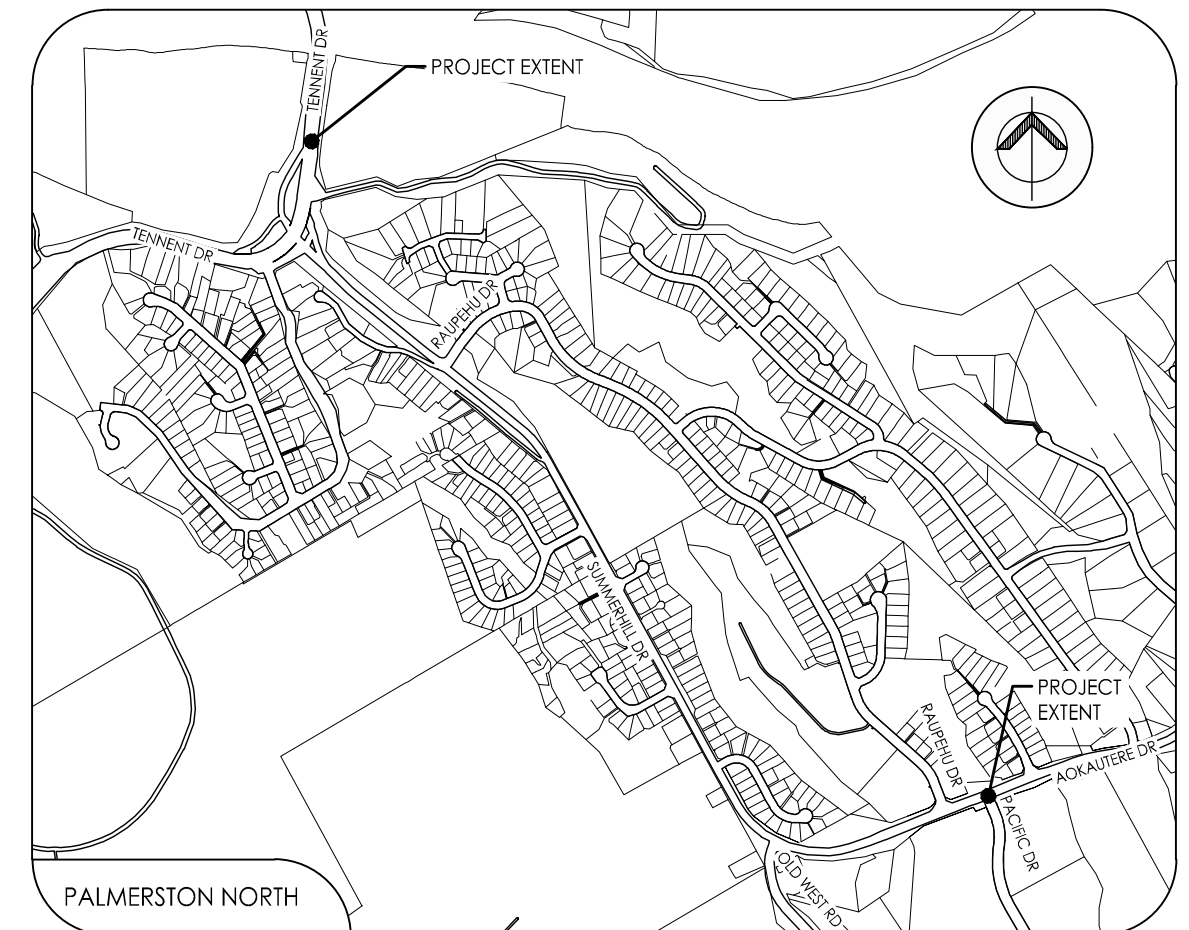 TENNENT DR
PROJECT EXTENT
TENNENT DR
RAUPEHU DR
SUMMERHILL DR
PROJECT
EXTENT
RAUPEHU DR
AOKAUTERE DR
PACIFIC DR
OLD WEST RD
PALMERSTON NORTH